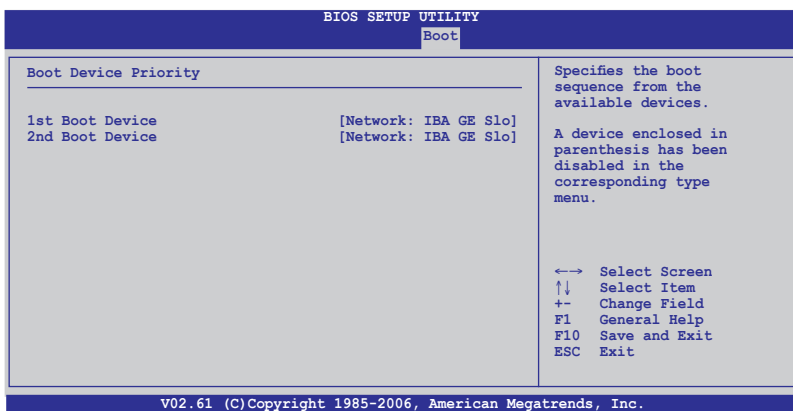 BIOS SETUP UTILITY
Boot
Boot Device Priority
1st Boot Device [Network: IBA GE Slo]
2nd Boot Device [Network: IBA GE Slo]
Specifies the boot
sequence from the
available devices.
A device enclosed in
parenthesis has been
disabled in the
corresponding type
menu.
←→ Select Screen
↑↓ Select Item
+- Change Field
F1 General Help
F10 Save and Exit
ESC Exit
V02.61 (C)Copyright 1985-2006, American Megatrends, Inc.